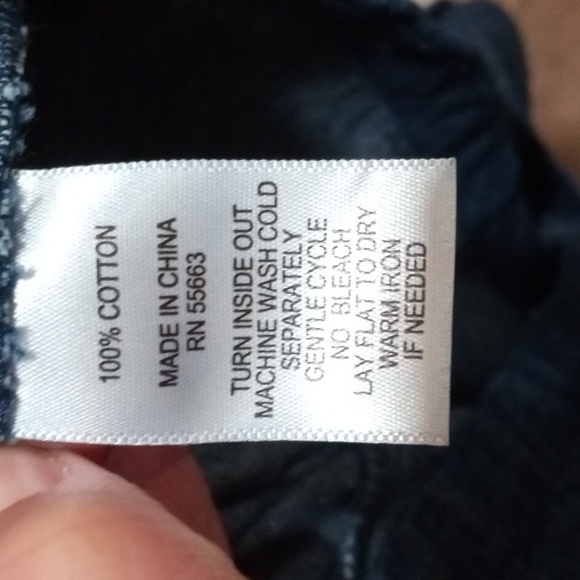 100% COTTON
MADE IN CHINA
RN 55663
TURN INSIDE OUT
MACHINE WASH COLD
SEPARATELY
GENTLE CYCLE
NO BLEACH
LAY FLAT TO DRY
WARM IRON
IF NEEDED